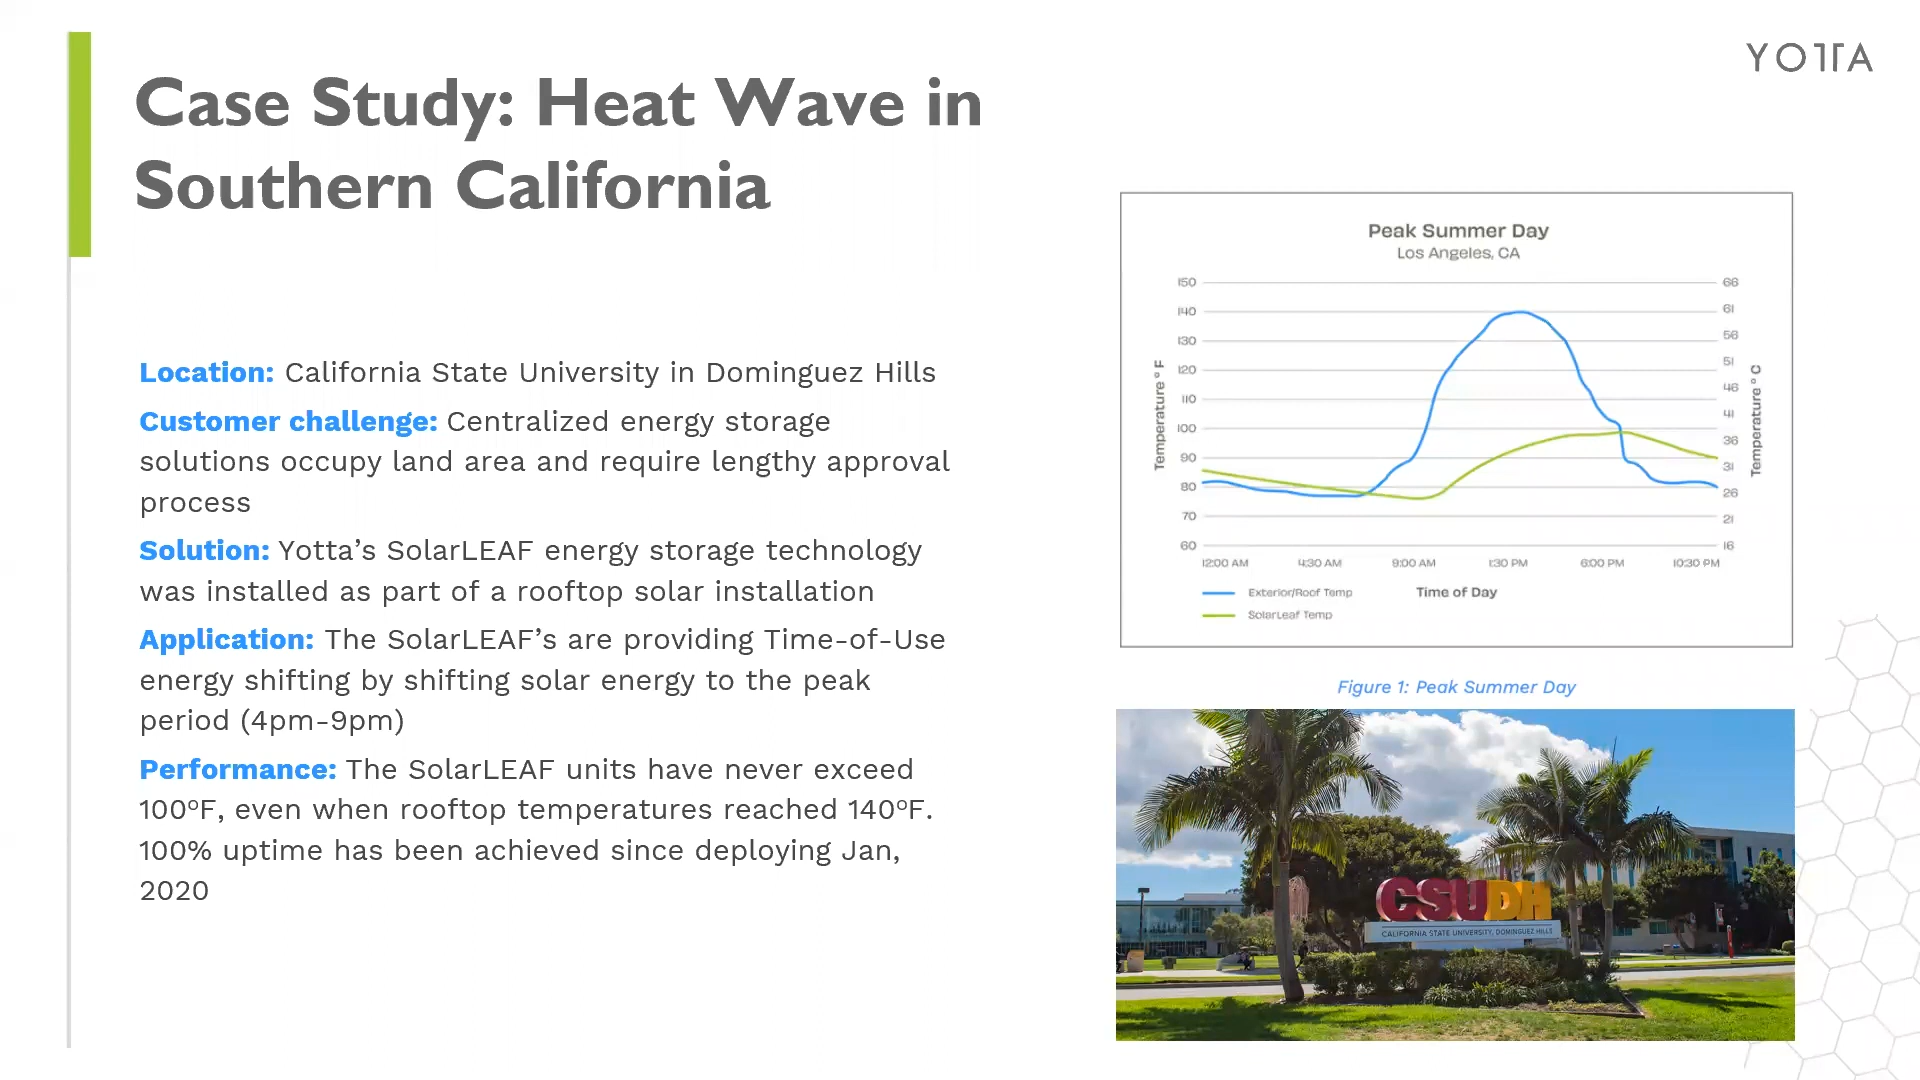 YOTTA
Case Study: Heat Wave in
Southern California
Location: California State University in Dominguez Hills
Customer challenge: Centralized energy storage
solutions occupy land area and require lengthy approval
process
Solution: Yotta’s SolarLEAF energy storage technology
was installed as part of a rooftop solar installation
Application: The SolarLEAF’s are providing Time-of-Use
energy shifting by shifting solar energy to the peak
period (4pm-9pm)
Performance: The SolarLEAF units have never exceed
100ºF, even when rooftop temperatures reached 140ºF.
100% uptime has been achieved since deploying Jan,
2020
Peak Summer Day
Los Angeles, CA
Temperature ° F
150
140
130
120
110
100
90
80
70
60
66
61
56
51
46
41
36
31
26
21
16
Temperature ° C
12:00 AM 4:30 AM 9:00 AM 1:30 PM 6:00 PM 10:30 PM
Time of Day
Exterior/Roof Temp
SolarLeaf Temp
Figure 1: Peak Summer Day
CSUDH
CALIFORNIA STATE UNIVERSITY, DOMINGUEZ HILLS